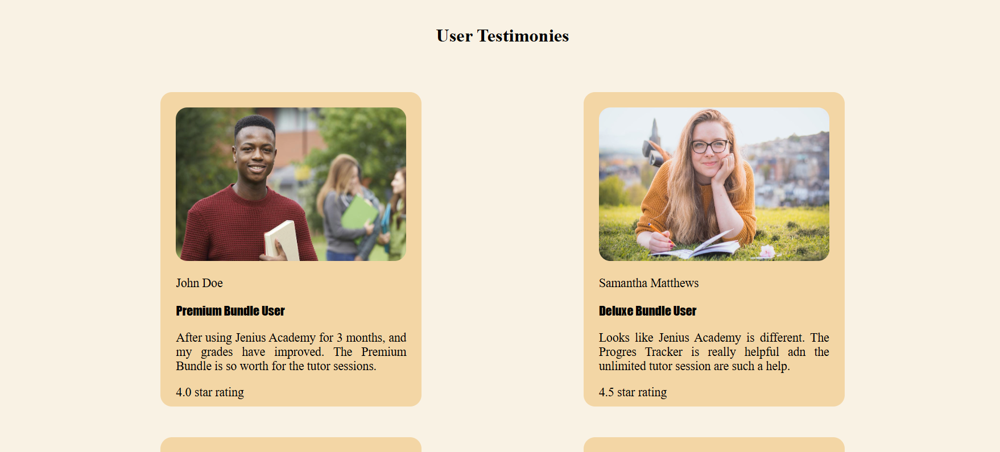 User Testimonies
John Doe
Premium Bundle User
After using Jenius Academy for 3 months, and
my grades have improved. The Premium
Bundle is so worth for the tutor sessions.
4.0 star rating
Samantha Matthews
Deluxe Bundle User
Looks like Jenius Academy is different. The
Progres Tracker is really helpful adn the
unlimited tutor session are such a help.
4.5 star rating